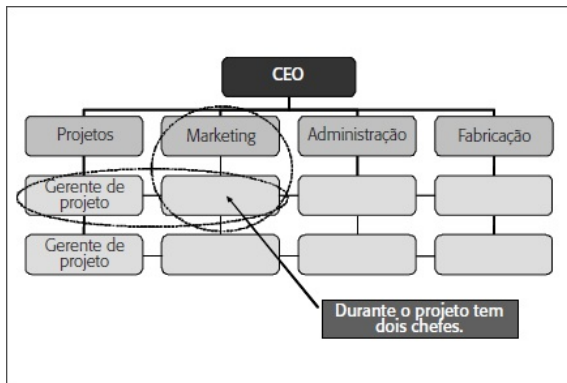 CEO
Projetos
Marketing
Administração
Fabricação
Gerente de
projeto
Gerente de
projeto
Durante o projeto tem
dois chefes.